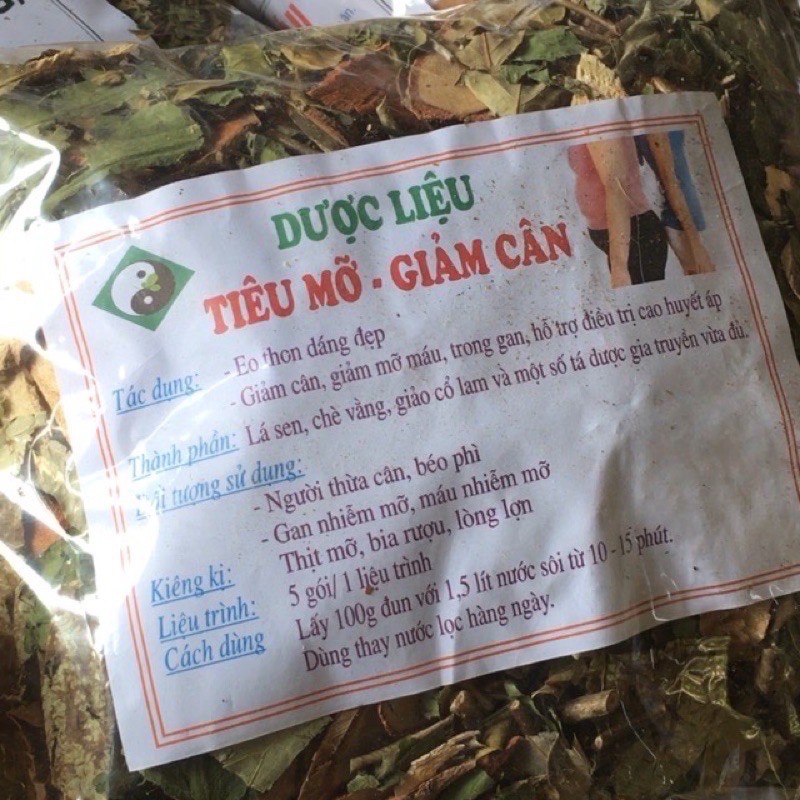 DƯỢC LIỆU
TIÊU MỠ - GIẢM CÂN
Tác dụng: - Eo thon dáng đẹp
- Giảm cân, giảm mỡ máu, trong gan, hỗ trợ điều trị cao huyết áp
Thành phần: Lá sen, chè vằng, giảo cổ lam và một số tá dược gia truyền vừa đủ.
Đối tượng sử dụng:
- Người thừa cân, béo phì
- Gan nhiễm mỡ, máu nhiễm mỡ
Kiêng kị: Thịt mỡ, bia rượu, lòng lợn
Liệu trình: 5 gói/ 1 liệu trình
Cách dùng Lấy 100g đun với 1,5 lít nước sôi từ 10 - 15 phút.
Dùng thay nước lọc hàng ngày.